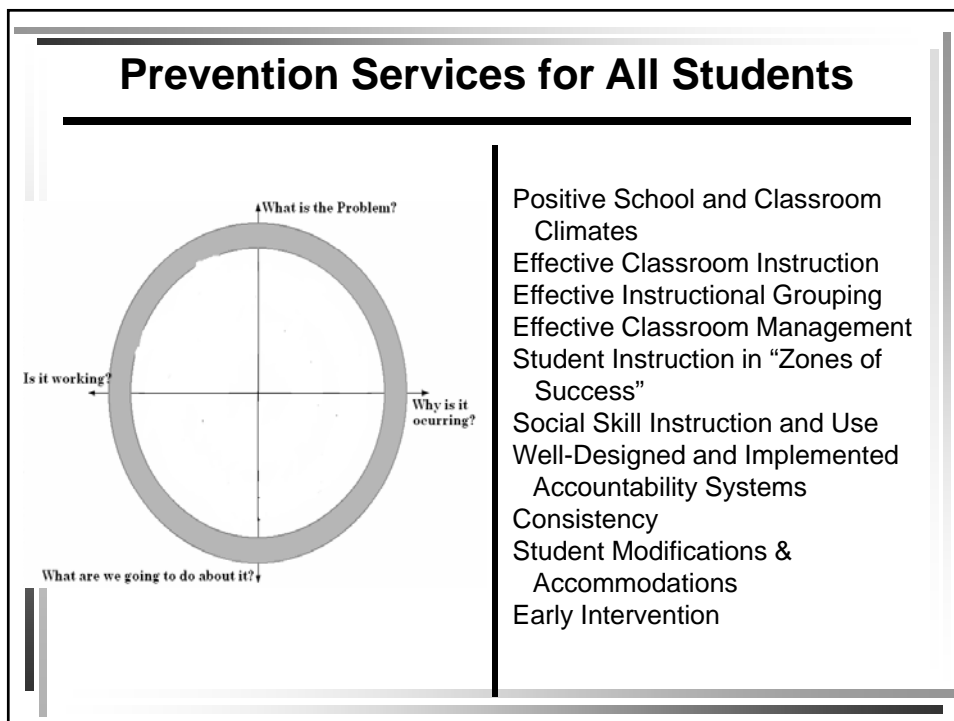 Prevention Services for All Students
What is the Problem?
Is it working?
Why is it
ocurring?
What are we going to do about it?
Positive School and Classroom
Climates
Effective Classroom Instruction
Effective Instructional Grouping
Effective Classroom Management
Student Instruction in “Zones of
Success”
Social Skill Instruction and Use
Well-Designed and Implemented
Accountability Systems
Consistency
Student Modifications &
Accommodations
Early Intervention